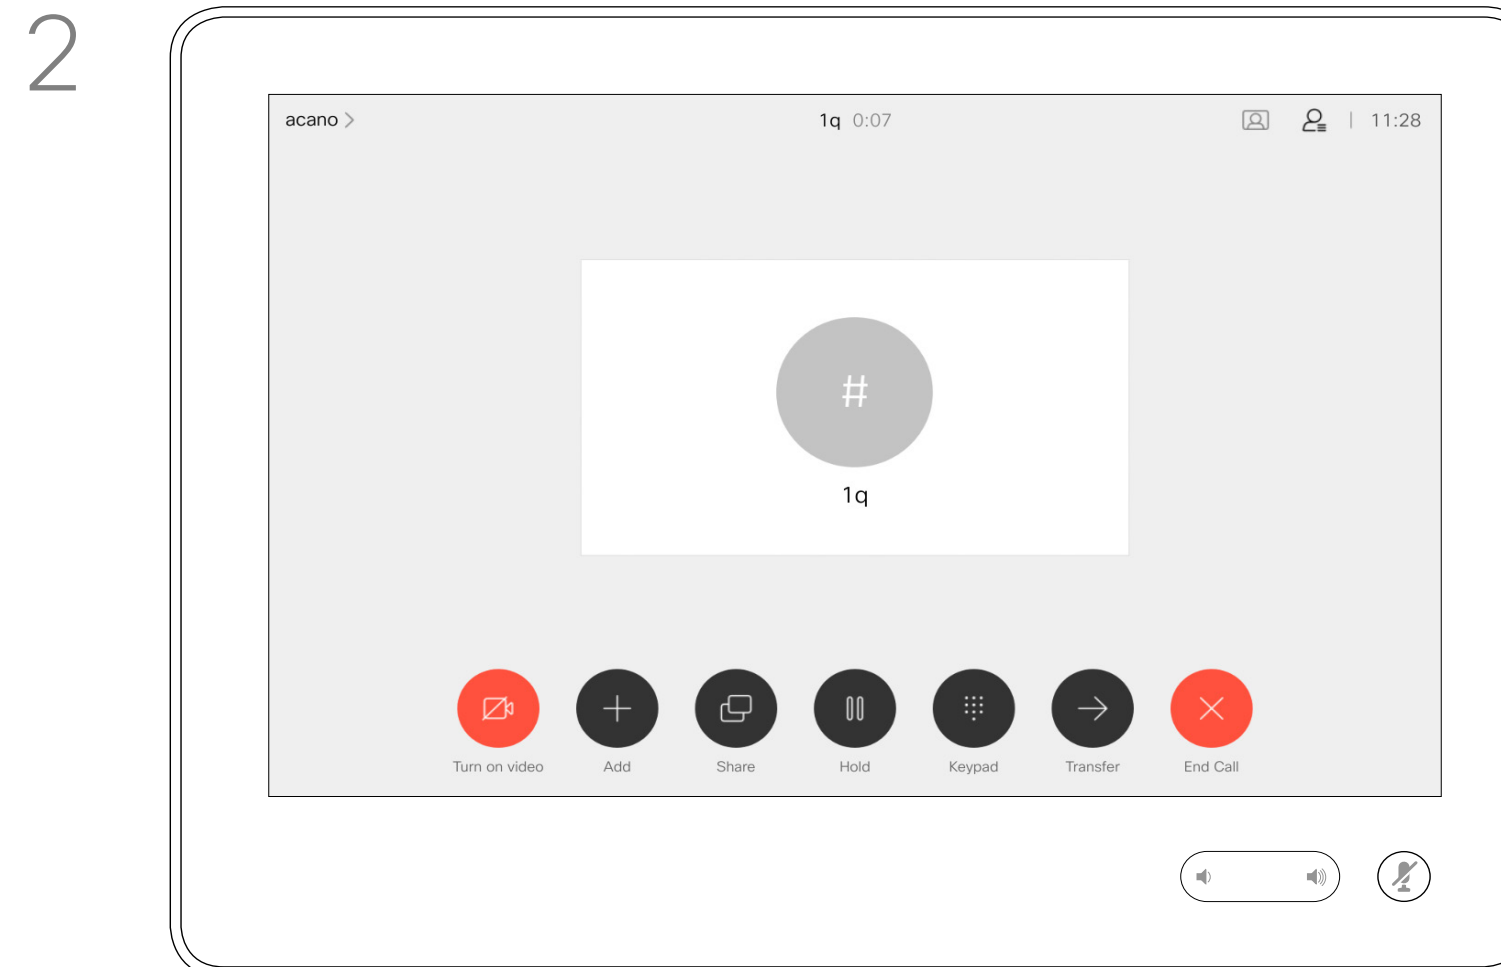 2
acano
1q 0:07
11:28
#
1q
Turn on video
Add
Share
Hold
Keypad
Transfer
End Call